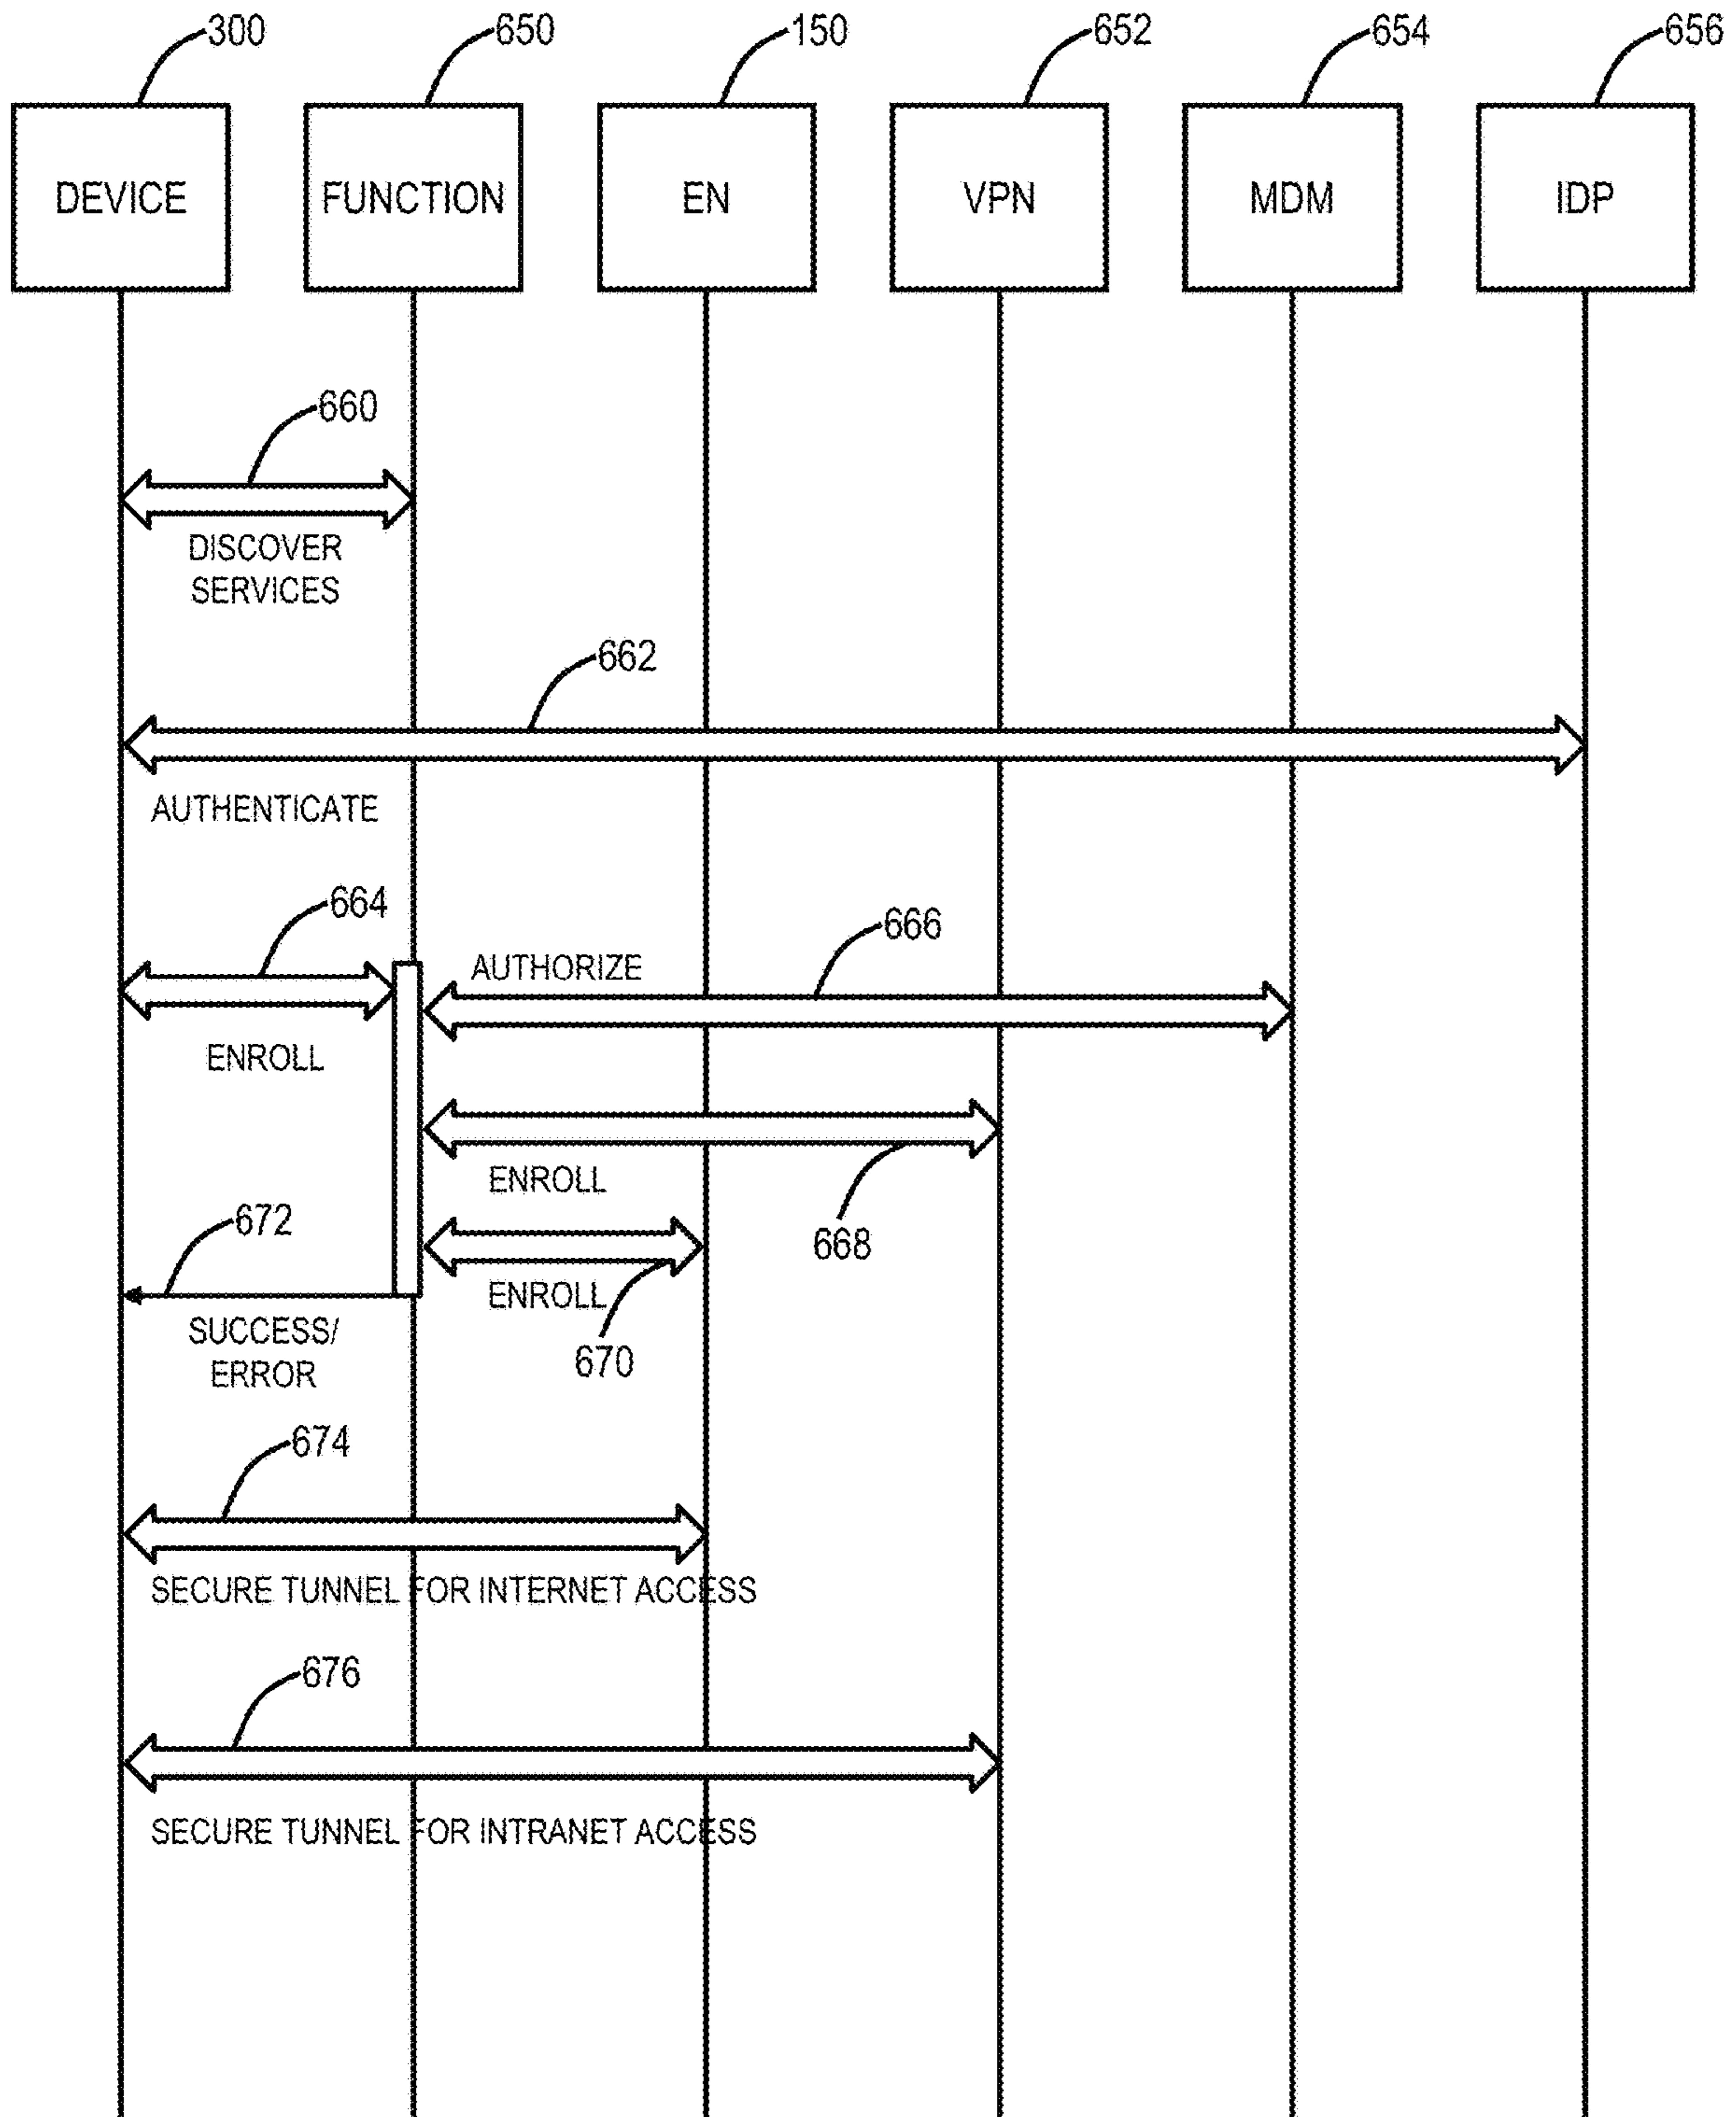 300
650
150
652
654
656
DEVICE
FUNCTION
EN
VPN
MDM
IDP
660
DISCOVER
SERVICES
662
AUTHENTICATE
664
666
AUTHORIZE
ENROLL
ENROLL
668
672
ENROLL
670
SUCCESS/
ERROR
674
SECURE TUNNEL FOR INTERNET ACCESS
676
SECURE TUNNEL FOR INTRANET ACCESS